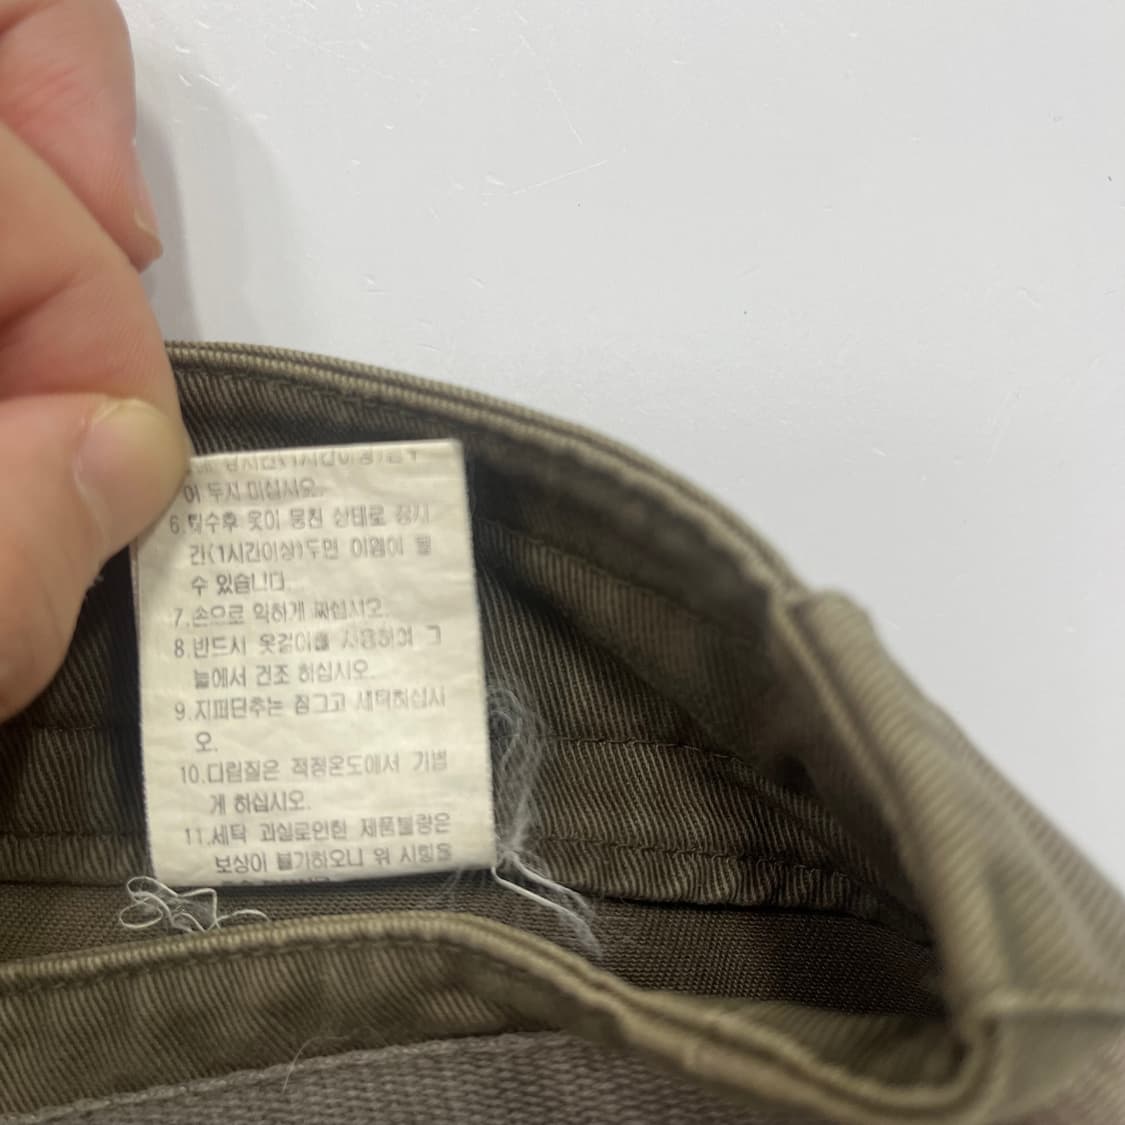 어 두지 마십시오.
6.탈수후 옷이 뭉친 상태로 장시
간(1시간이상)두면 이염이 될
수 있습니다.
7.손으로 약하게 짜십시오.
8.반드시 옷걸이를 사용하여 그
늘에서 건조 하십시오.
9.지퍼단추는 잠그고 세탁하십시
오.
10.다림질은 적정온도에서 가볍
게 하십시오.
11.세탁 과실로인한 제품불량은
보상이 불가하오니 위 사항을